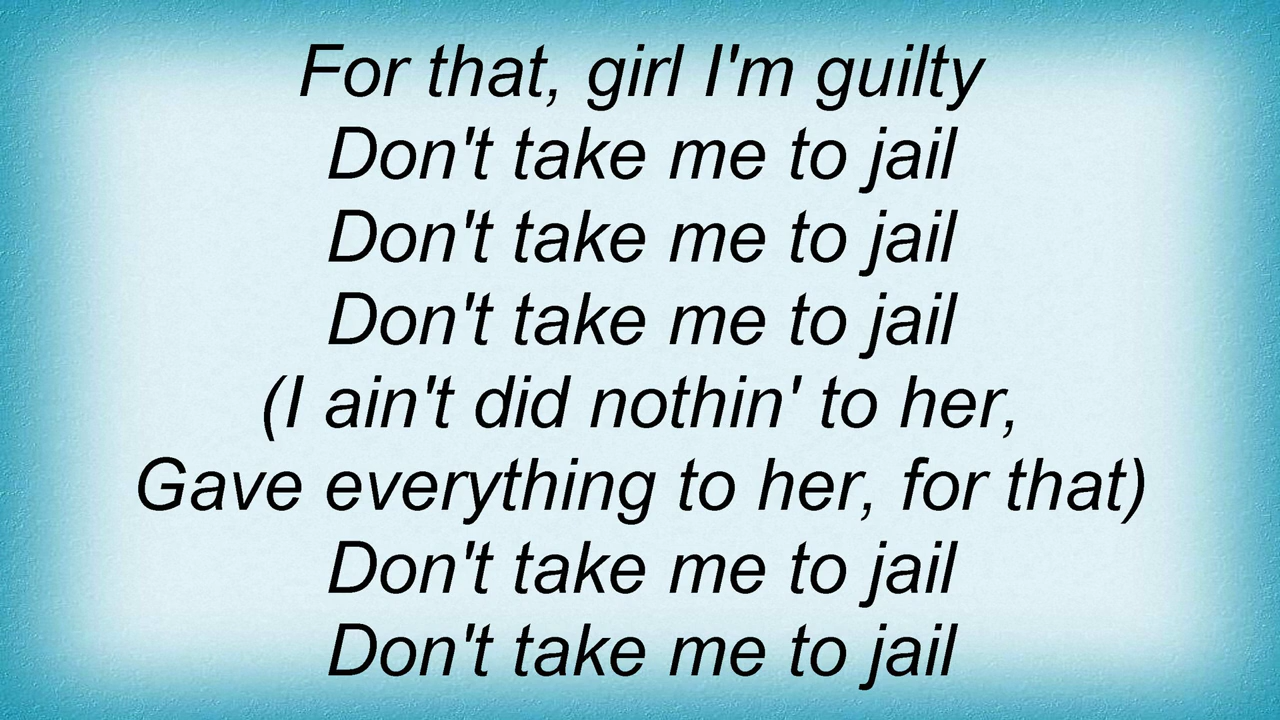 For that, girl I'm guilty
Don't take me to jail
Don't take me to jail
Don't take me to jail
(I ain't did nothin' to her,
Gave everything to her, for that)
Don't take me to jail
Don't take me to jail